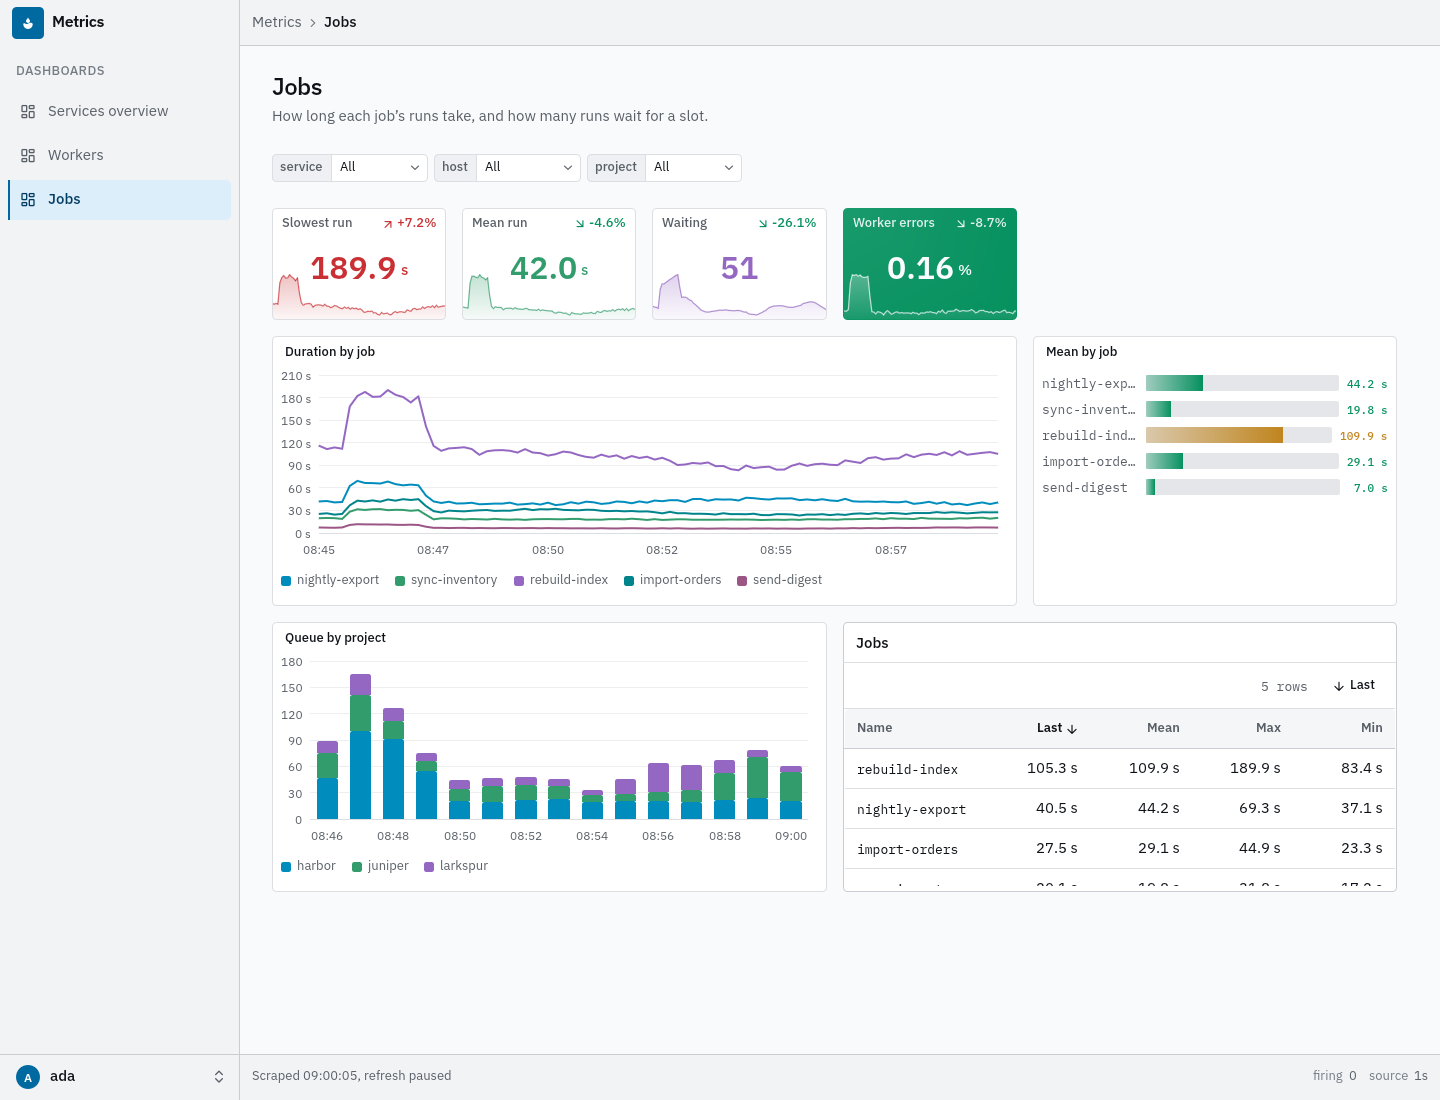 Metrics
DASHBOARDS
Services overview
Workers
Jobs
Metrics > Jobs
Jobs
How long each job’s runs take, and how many runs wait for a slot.
service All
host All
project All
Slowest run +7.2%
189.9 s
Mean run -4.6%
42.0 s
Waiting -26.1%
51
Worker errors -8.7%
0.16 %
Duration by job
210 s
180 s
150 s
120 s
90 s
60 s
30 s
0 s
08:45 08:47 08:50 08:52 08:55 08:57
nightly-export sync-inventory rebuild-index import-orders send-digest
Mean by job
nightly-exp… 44.2 s
sync-invent… 19.8 s
rebuild-ind… 109.9 s
import-orde… 29.1 s
send-digest 7.0 s
Queue by project
180
150
120
90
60
30
0
08:46 08:48 08:50 08:52 08:54 08:56 08:58 09:00
harbor juniper larkspur
Jobs
5 rows ↓ Last
Name Last ↓ Mean Max Min
rebuild-index 105.3 s 109.9 s 189.9 s 83.4 s
nightly-export 40.5 s 44.2 s 69.3 s 37.1 s
import-orders 27.5 s 29.1 s 44.9 s 23.3 s
A ada
Scraped 09:00:05, refresh paused
firing 0 source 1s